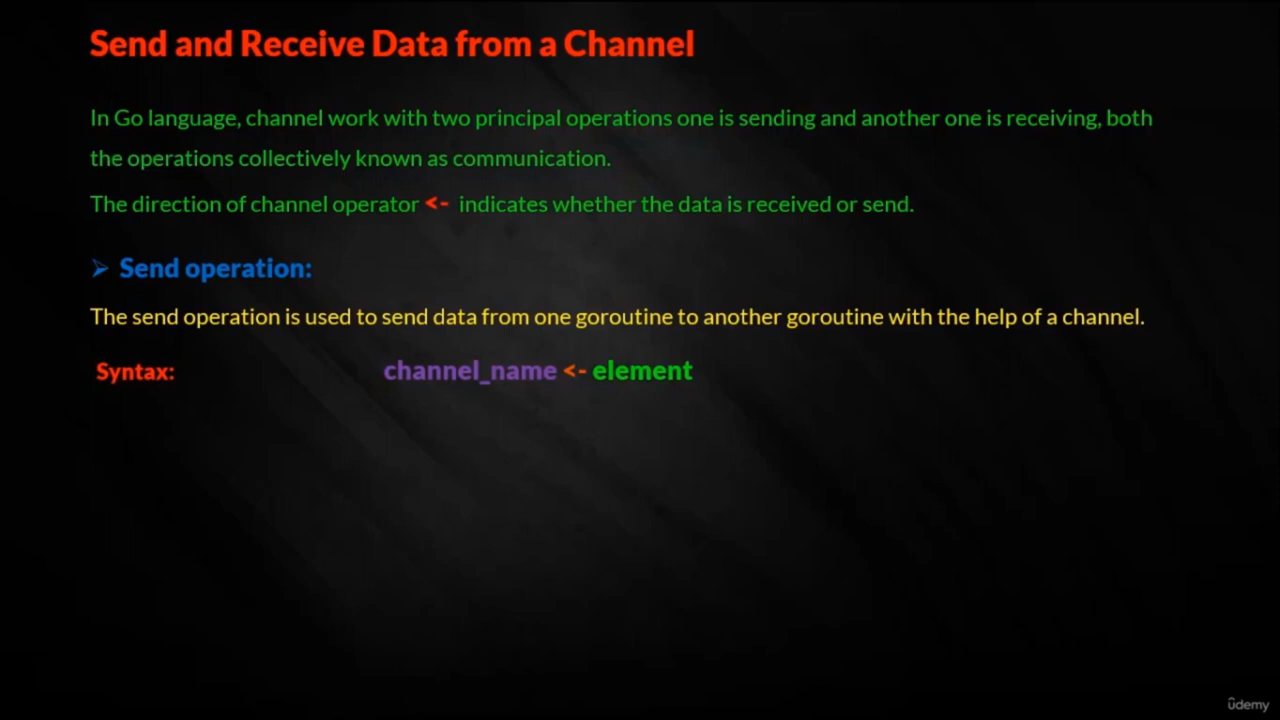 Send and Receive Data from a Channel
In Go language, channel work with two principal operations one is sending and another one is receiving, both
the operations collectively known as communication.
The direction of channel operator <- indicates whether the data is received or send.
➢ Send operation:
The send operation is used to send data from one goroutine to another goroutine with the help of a channel.
Syntax: channel_name <- element
ûdemy